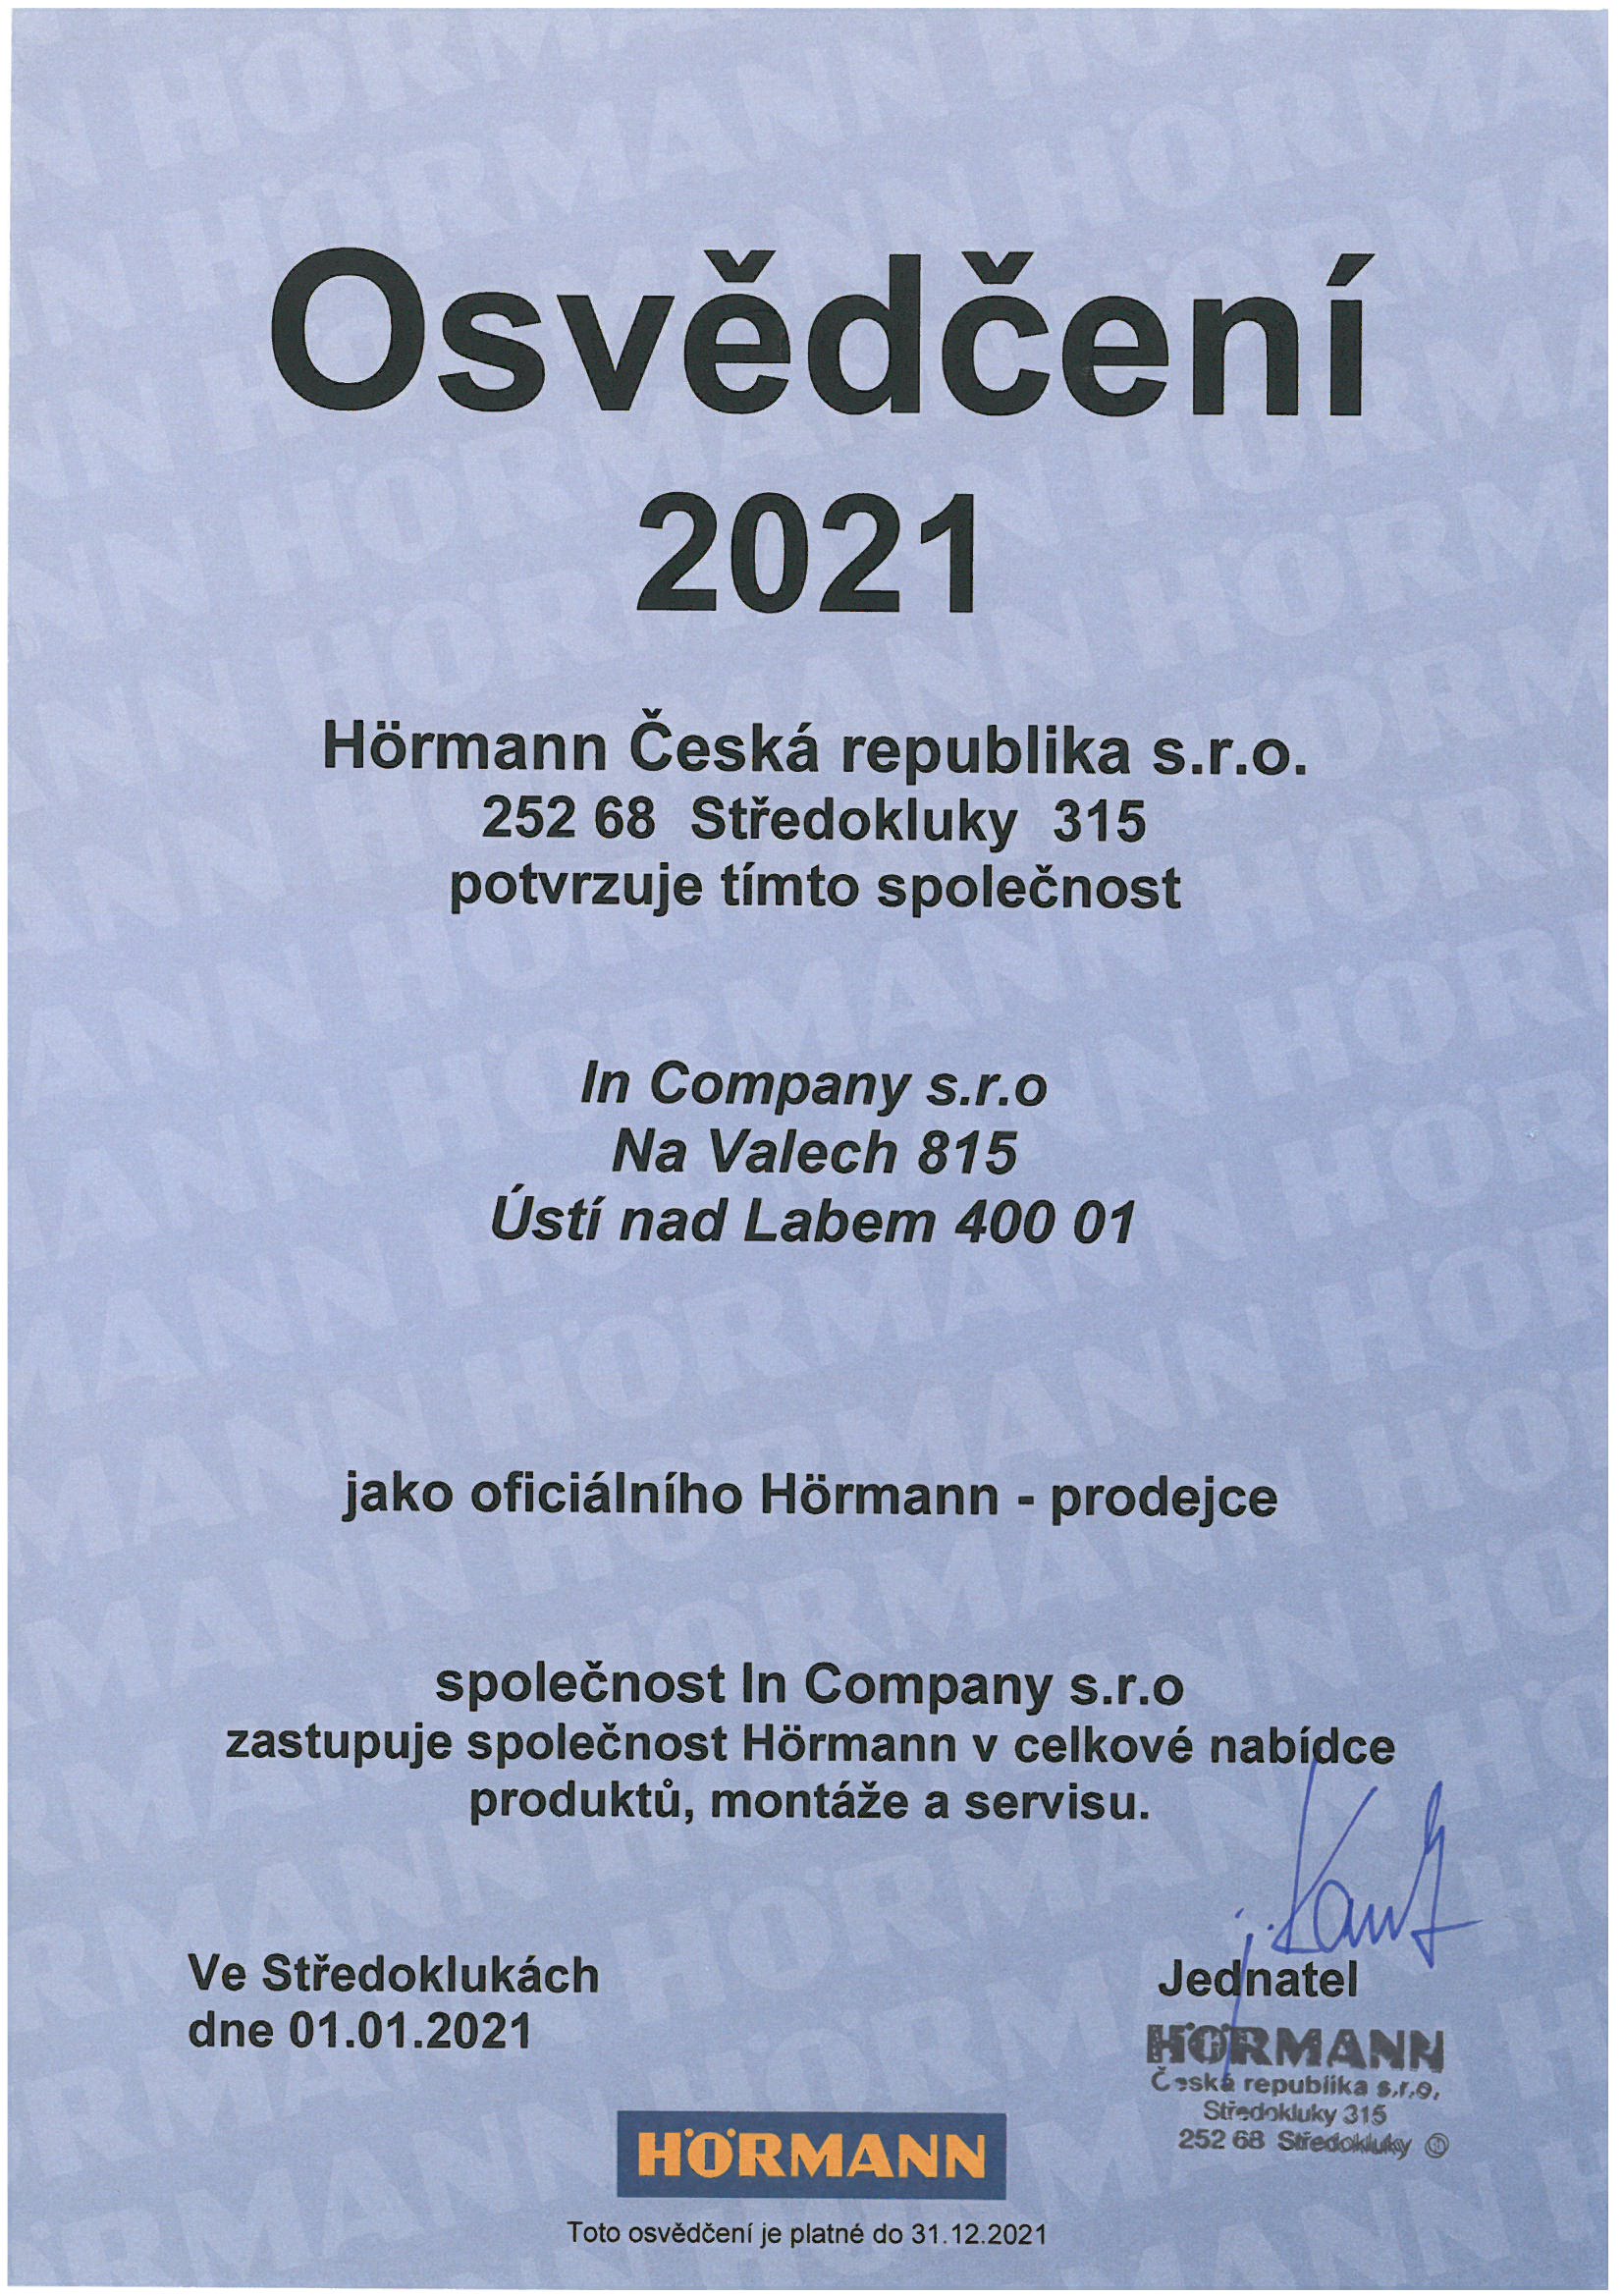 Osvědčení
2021
Hörmann Česká republika s.r.o.
252 68 Středokluky 315
potvrzuje tímto společnost
In Company s.r.o
Na Valech 815
Ústí nad Labem 400 01
jako oficiálního Hörmann - prodejce
společnost In Company s.r.o
zastupuje společnost Hörmann v celkové nabídce
produktů, montáže a servisu.
Ve Středoklukách
dne 01.01.2021
Jednatel
HÖRMANN
Česká republika s.r.o.
Středokluky 315
252 68 Středokluky
HÖRMANN
Toto osvědčení je platné do 31.12.2021